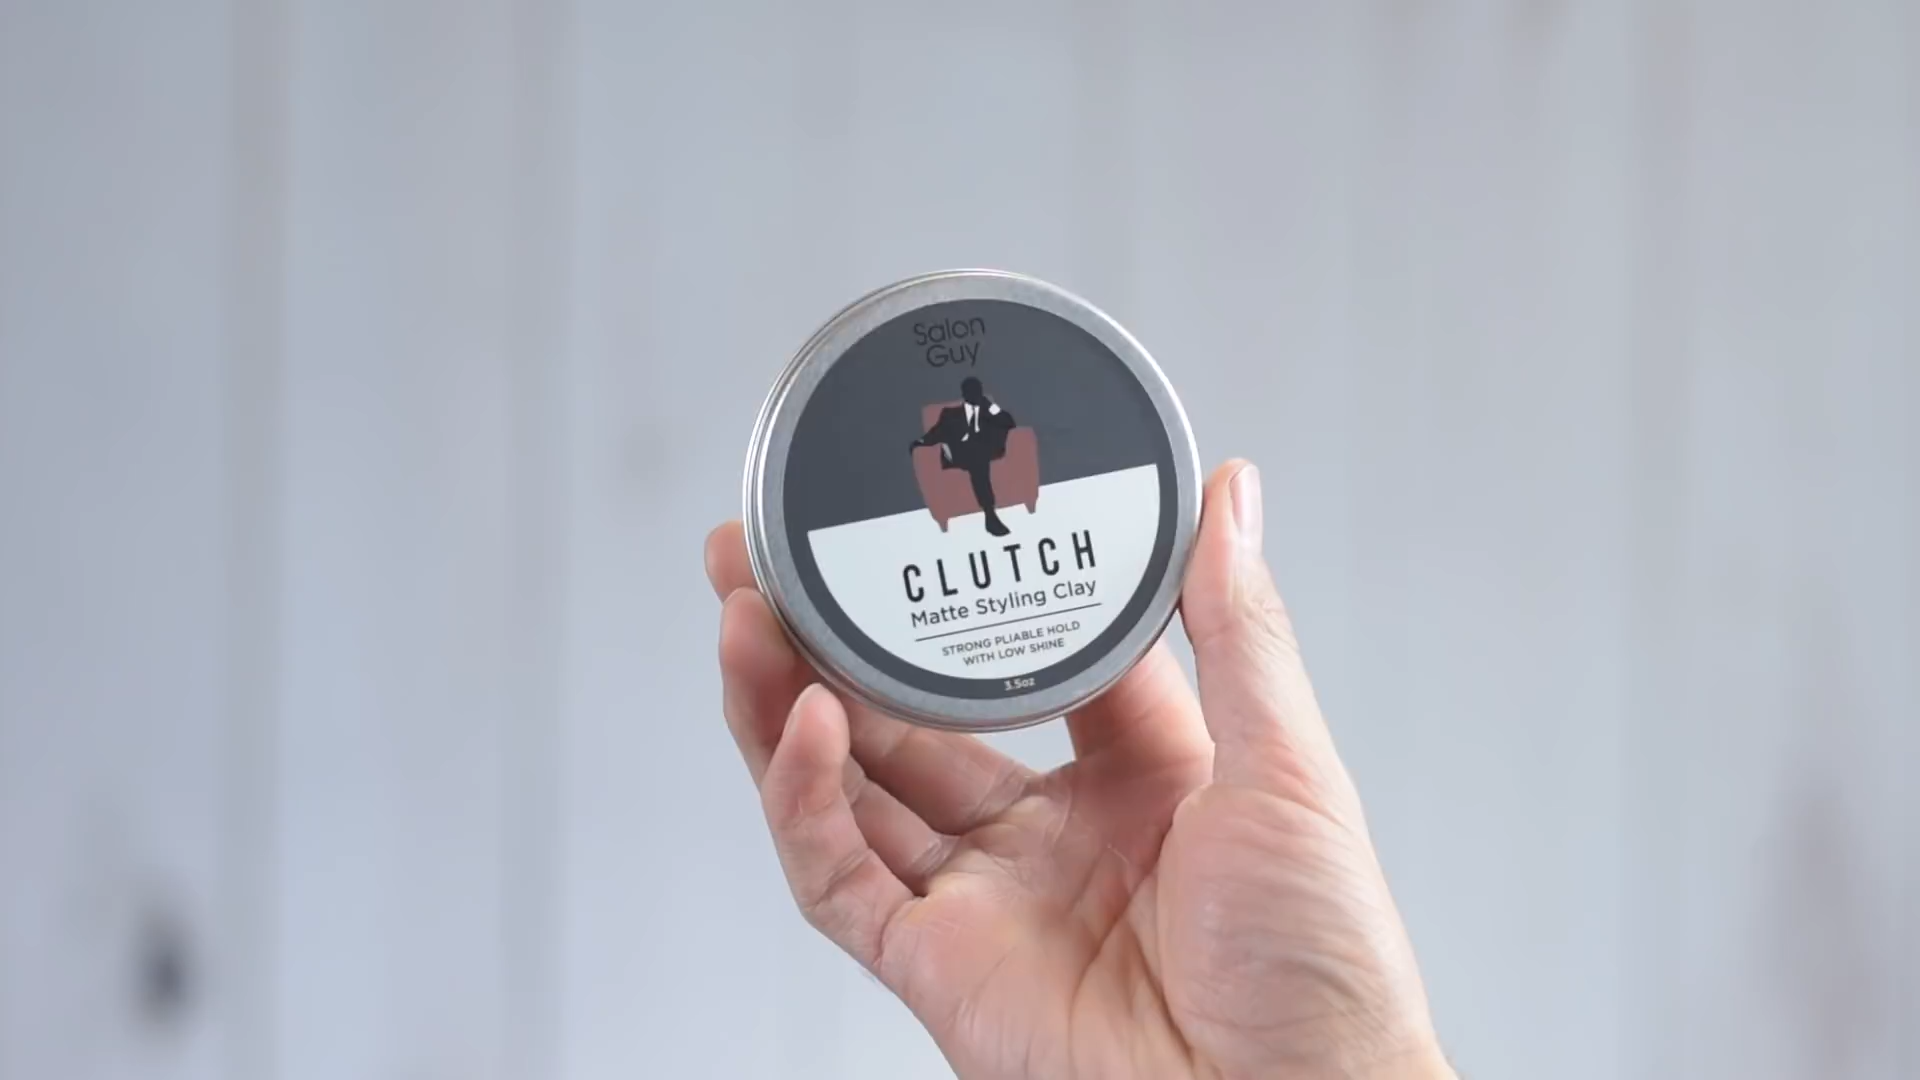 Salon
Guy
CLUTCH
Matte Styling Clay
STRONG PLIABLE HOLD
WITH LOW SHINE
3.5oz